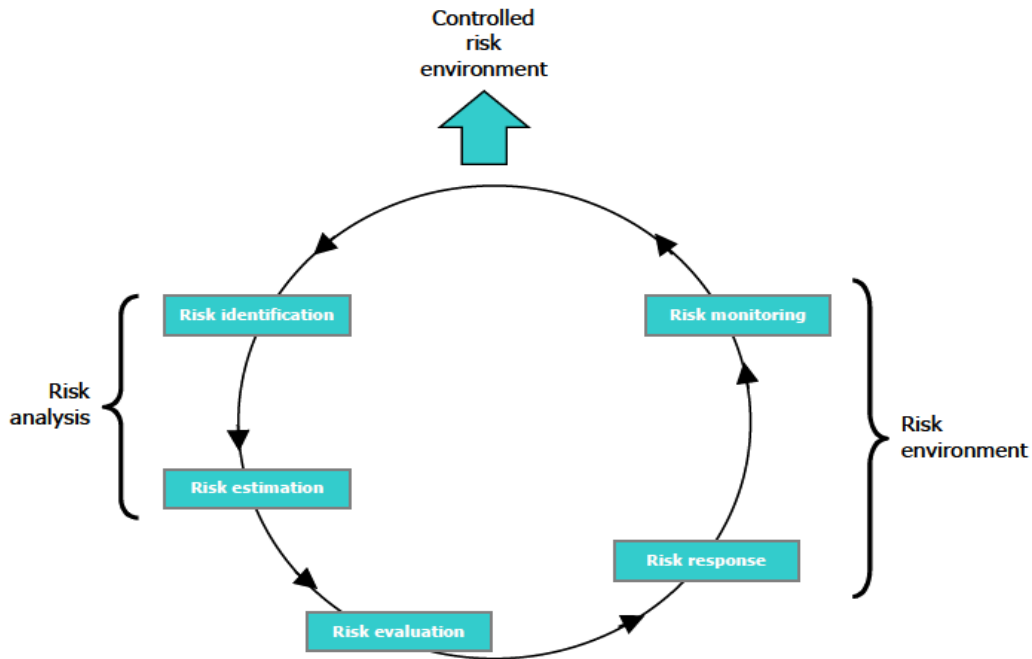 Controlled
risk
environment
Risk identification
Risk monitoring
Risk
analysis
Risk
environment
Risk estimation
Risk response
Risk evaluation